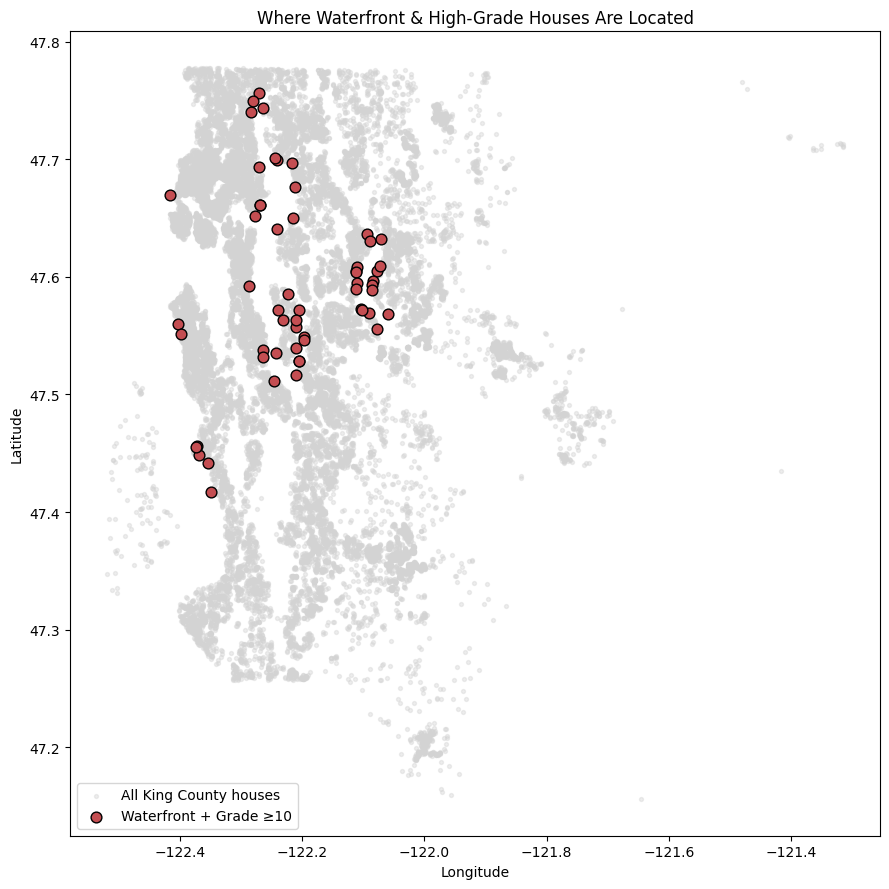 Where Waterfront & High-Grade Houses Are Located
47.8
47.7
47.6
47.5
47.4
47.3
47.2
Latitude
All King County houses
Waterfront + Grade ≥10
−122.4 −122.2 −122.0 −121.8 −121.6 −121.4
Longitude